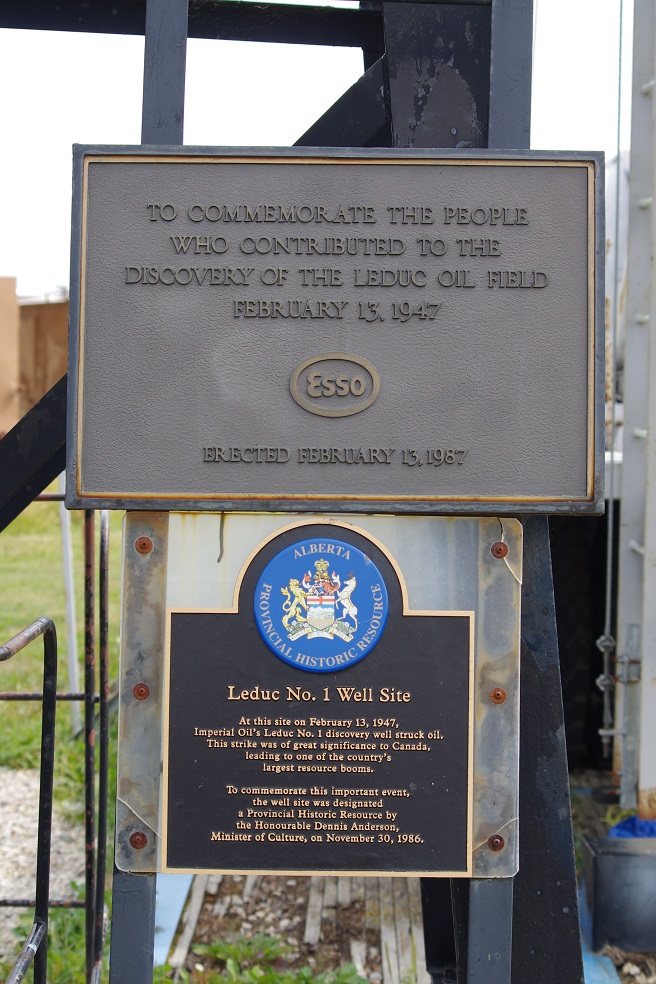 TO COMMEMORATE THE PEOPLE
WHO CONTRIBUTED TO THE
DISCOVERY OF THE LEDUC OIL FIELD
FEBRUARY 13, 1947
Esso
ERECTED FEBRUARY 13, 1987
ALBERTA
PROVINCIAL HISTORIC RESOURCE
Leduc No. 1 Well Site
At this site on February 13, 1947,
Imperial Oil's Leduc No. 1 discovery well struck oil.
This strike was of great significance to Canada,
leading to one of the country's
largest resource booms.
To commemorate this important event,
the well site was designated
a Provincial Historic Resource by
the Honourable Dennis Anderson,
Minister of Culture, on November 30, 1986.